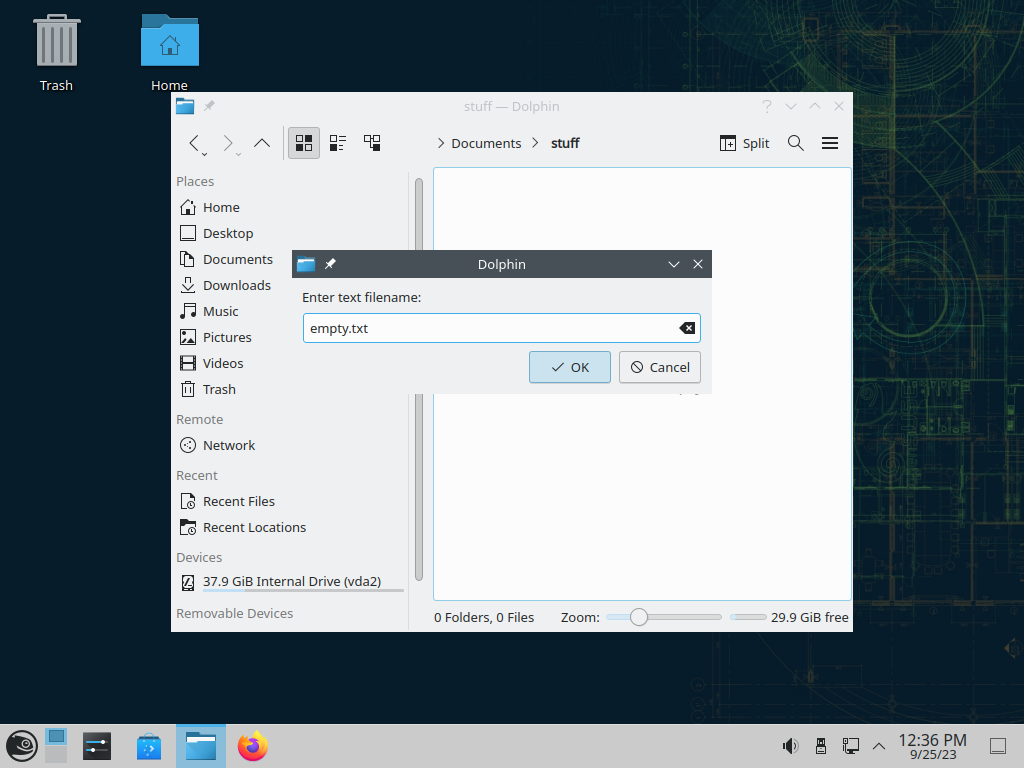 Trash
Home
stuff — Dolphin
Documents
stuff
Split
Places
Home
Desktop
Documents
Downloads
Music
Pictures
Videos
Trash
Remote
Network
Recent
Recent Files
Recent Locations
Devices
37.9 GiB Internal Drive (vda2)
Removable Devices
Dolphin
Enter text filename:
empty.txt
OK
Cancel
0 Folders, 0 Files
Zoom:
29.9 GiB free
12:36 PM
9/25/23